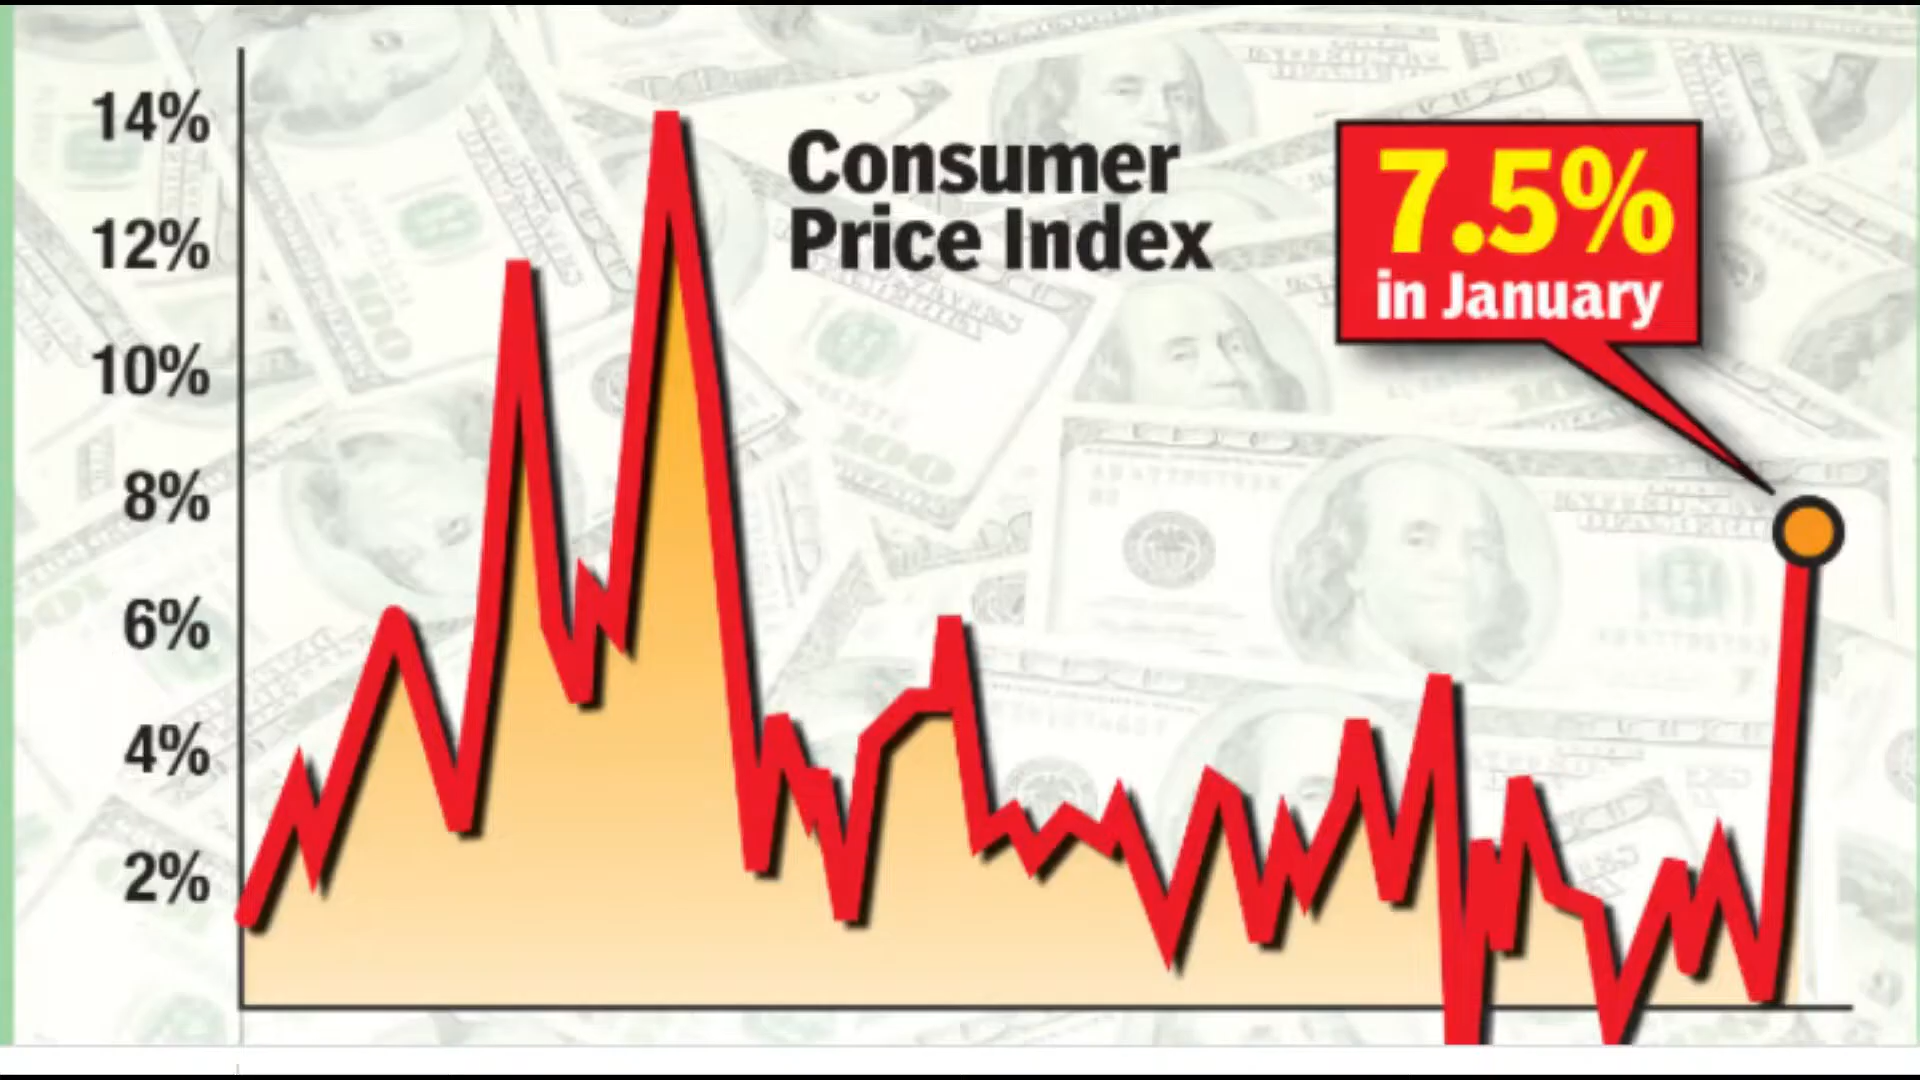 14%
12%
10%
8%
6%
4%
2%
Consumer
Price Index
7.5%
in January